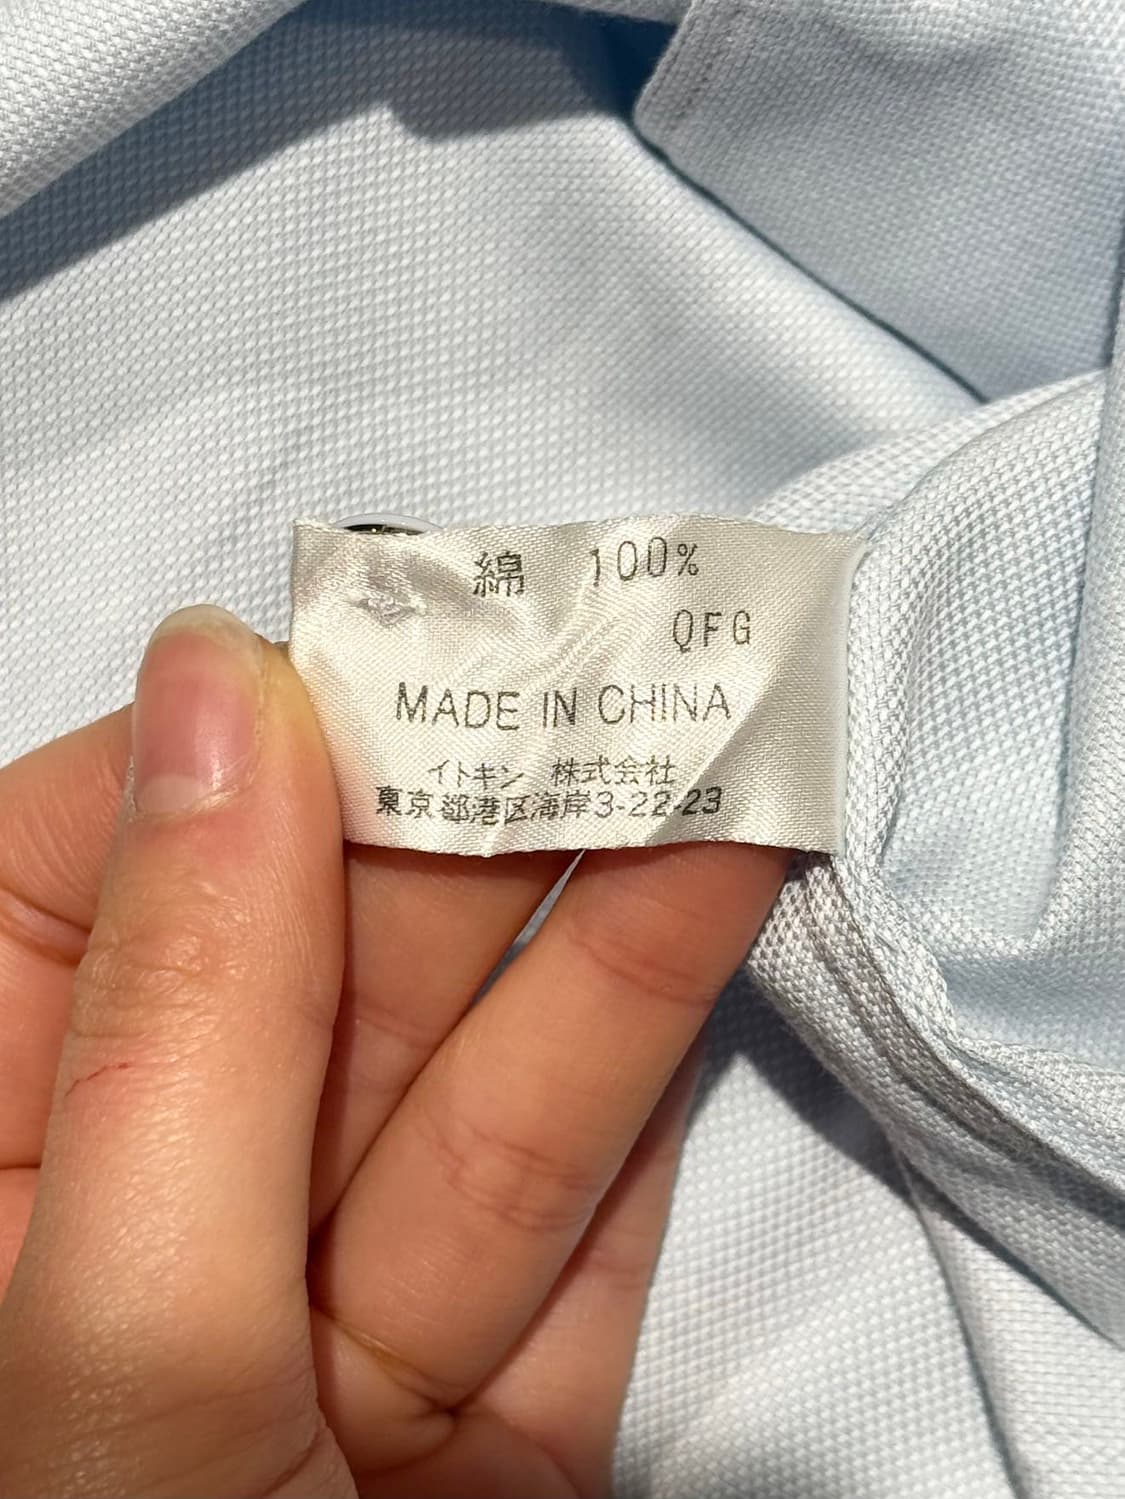 綿 100%
QFG
MADE IN CHINA
イトキン 株式会社
東京都港区海岸3-22-23